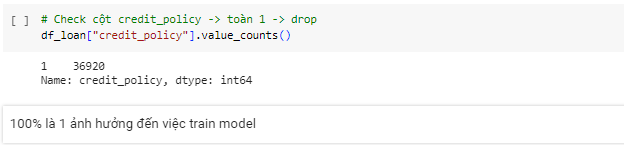 [ ] # Check cột credit_policy -> toàn 1 -> drop
df_loan["credit_policy"].value_counts()
1    36920
Name: credit_policy, dtype: int64
100% là 1 ảnh hưởng đến việc train model